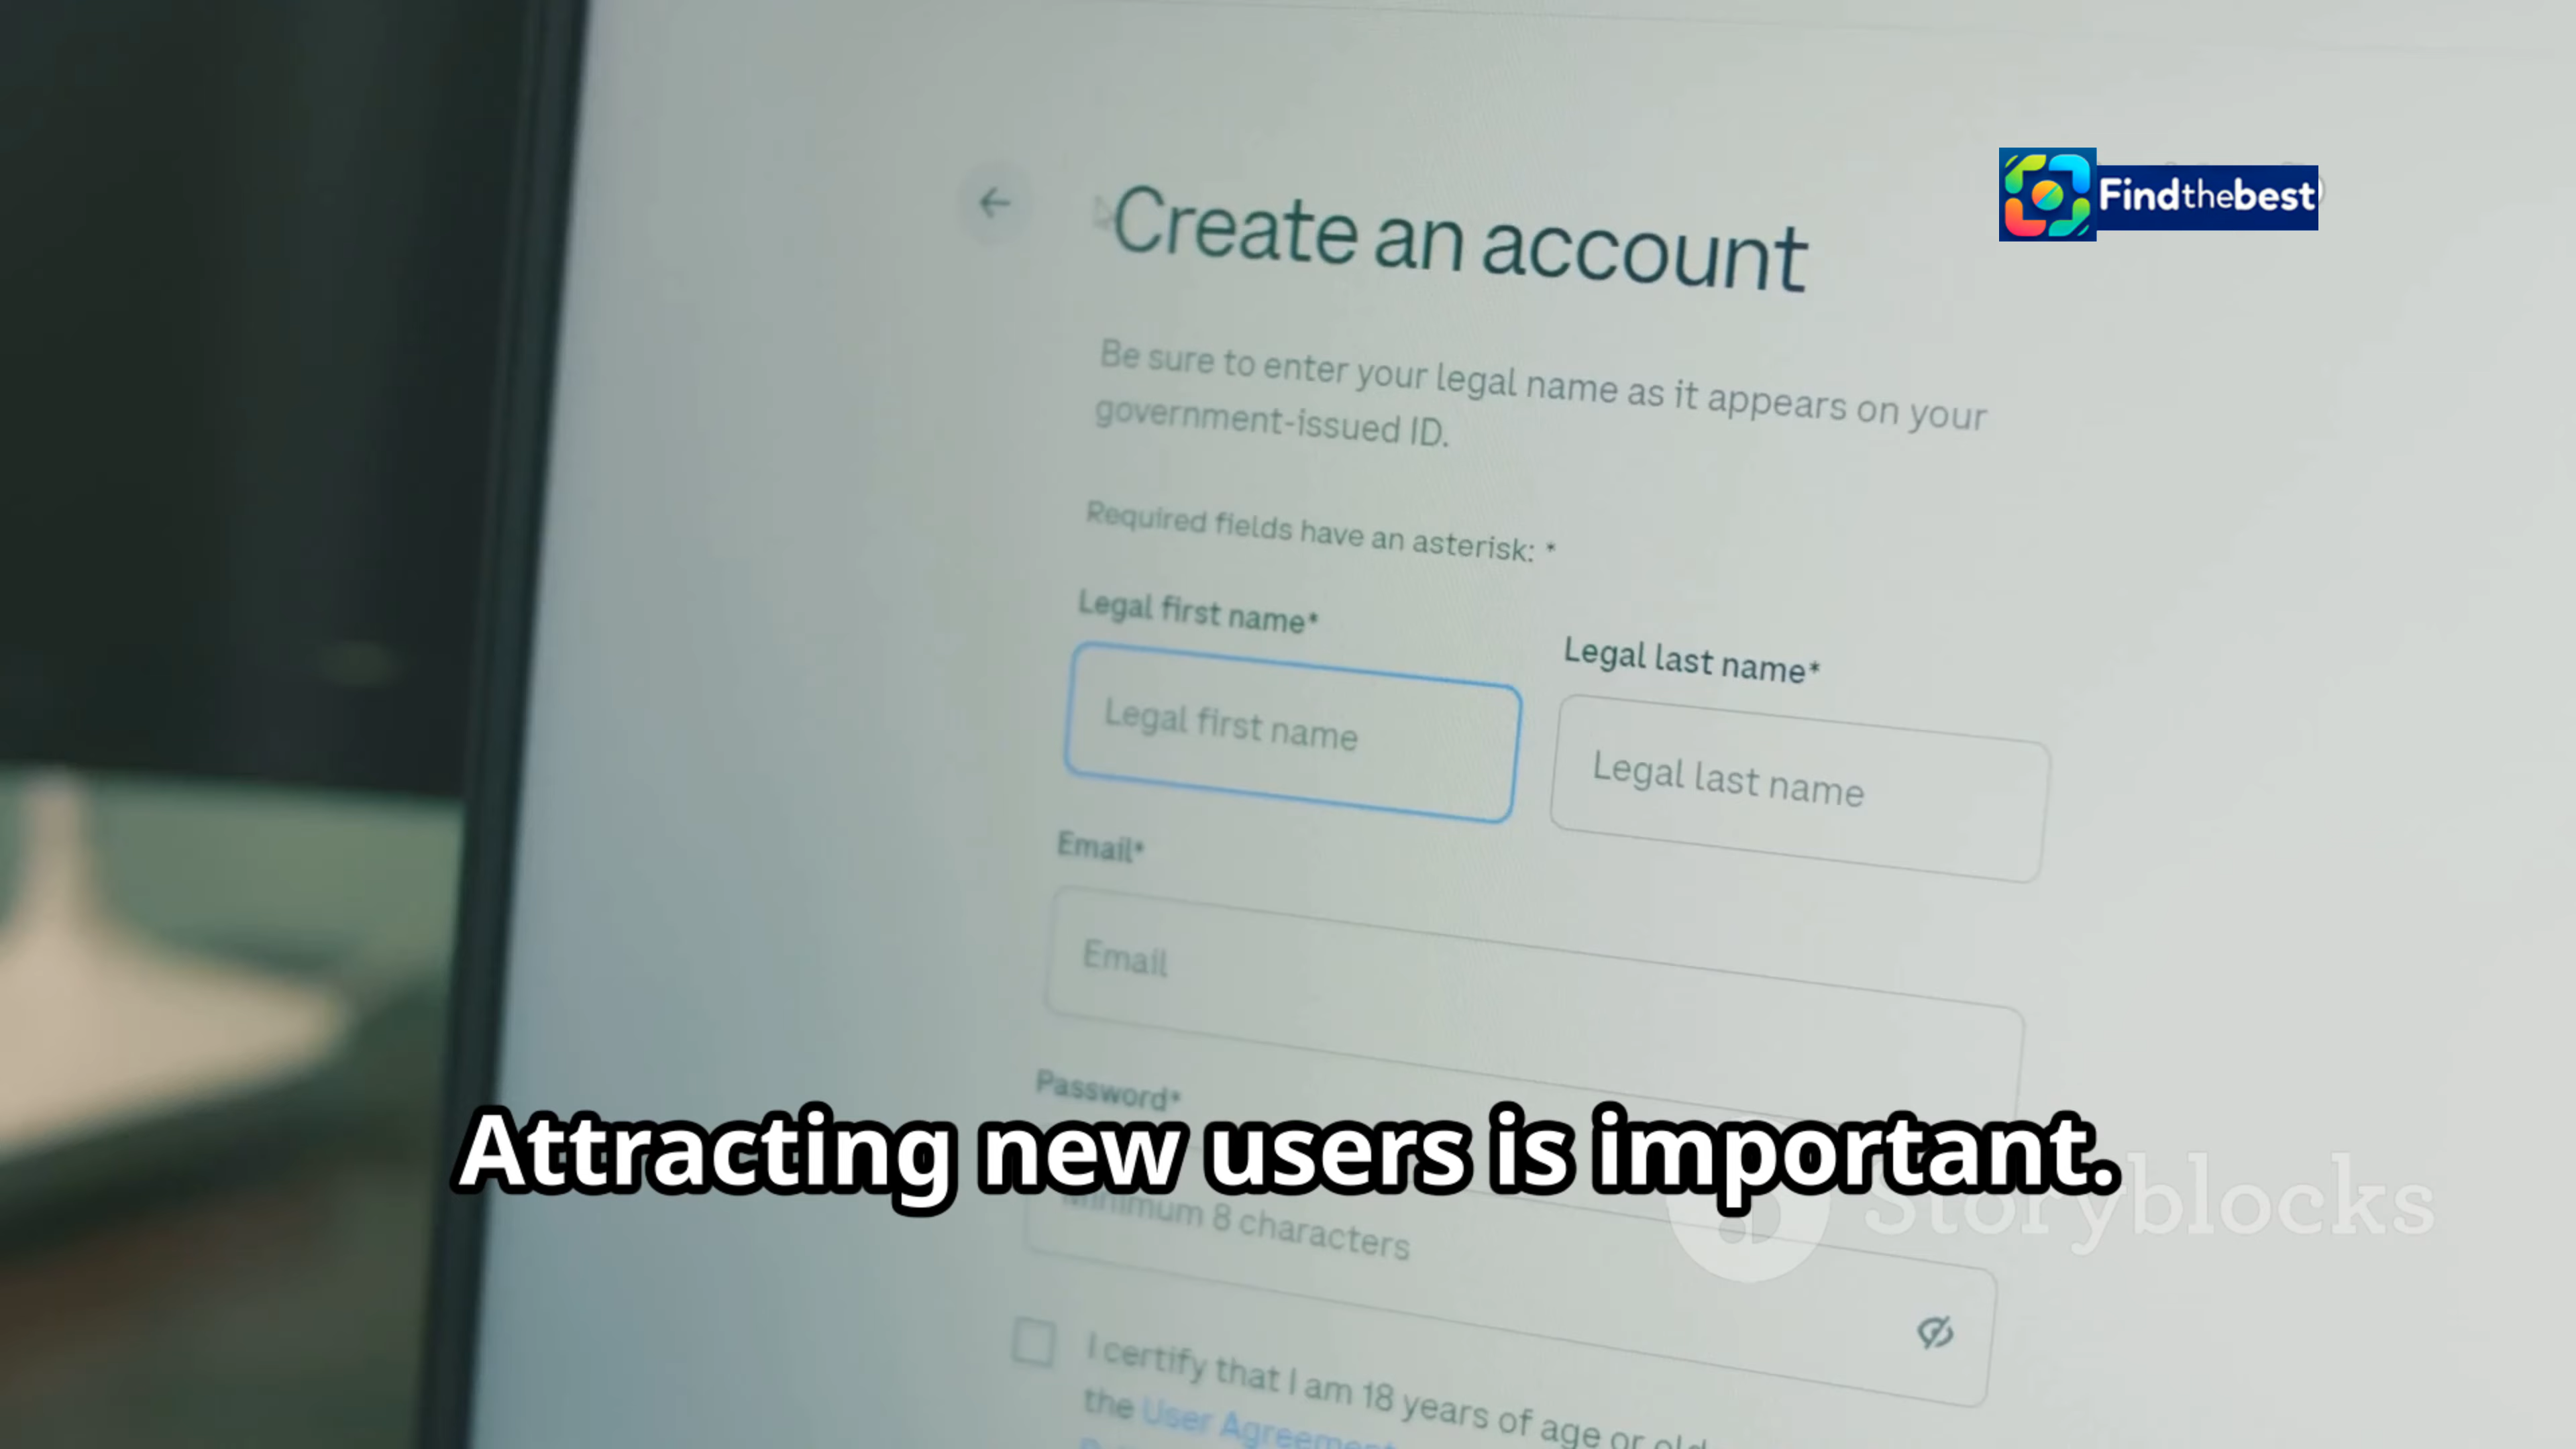 Findthebest
Create an account
Be sure to enter your legal name as it appears on your
government-issued ID.
Required fields have an asterisk: *
Legal first name*
Legal last name*
Legal first name
Legal last name
Email*
Email
Password*
Attracting new users is important.
Storyblocks
Minimum 8 characters
I certify that I am 18 years of age or
the User Agreement